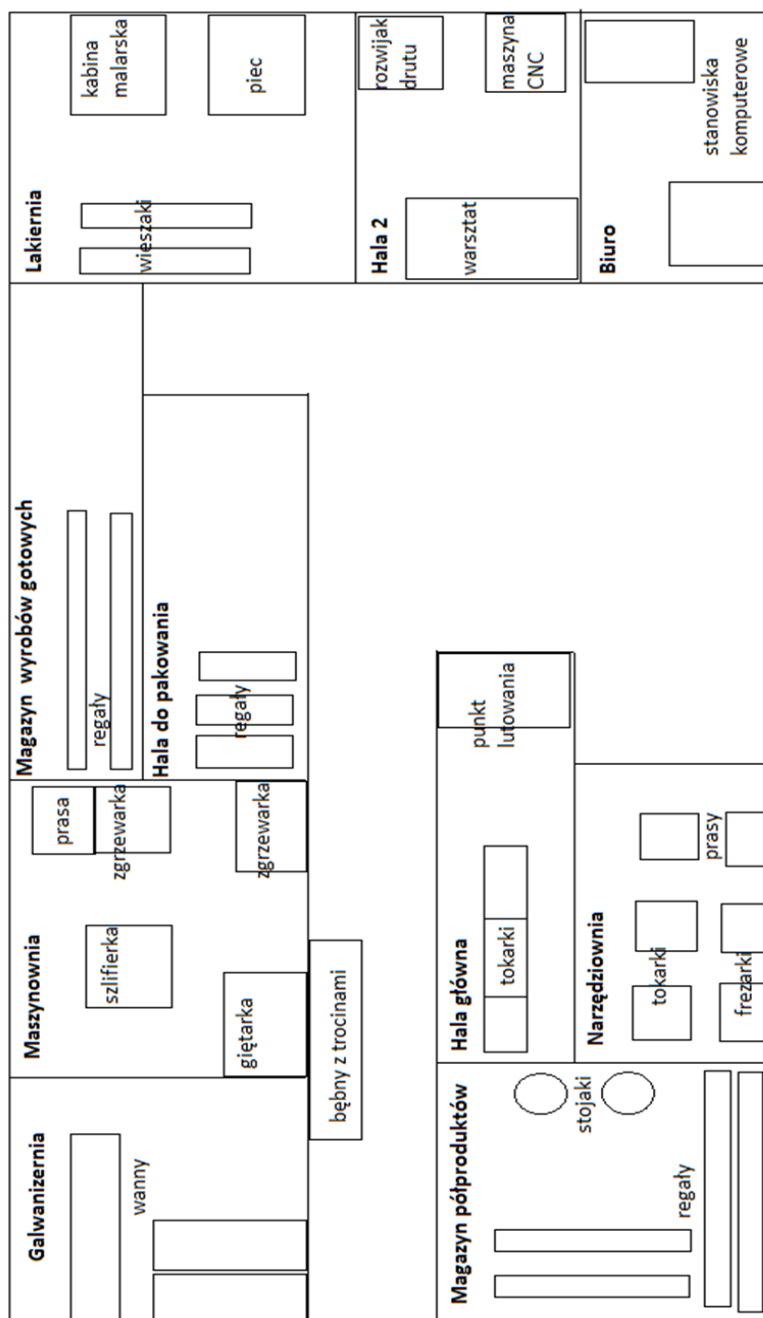 Galwanizernia
wanny
Maszynownia
szlifierka
giętarka
prasa
zgrzewarka
zgrzewarka
bębny z trocinami
Magazyn wyrobów gotowych
regały
Hala do pakowania
regały
Lakiernia
wieszaki
kabina
malarska
piec
Hala 2
warsztat
rozwijak
drutu
maszyna
CNC
Biuro
stanowiska
komputerowe
Magazyn półproduktów
stojaki
regały
Hala główna
tokarki
punkt
lutowania
Narzędziownia
tokarki
frezarki
prasy